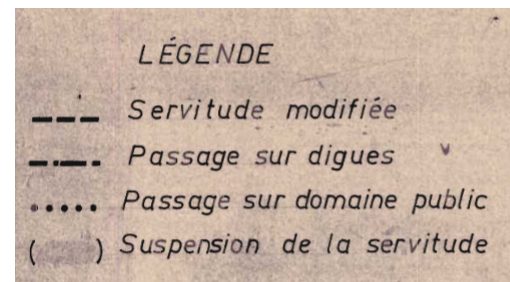 LÉGENDE
Servitude modifiée
Passage sur digues
Passage sur domaine public
( ) Suspension de la servitude